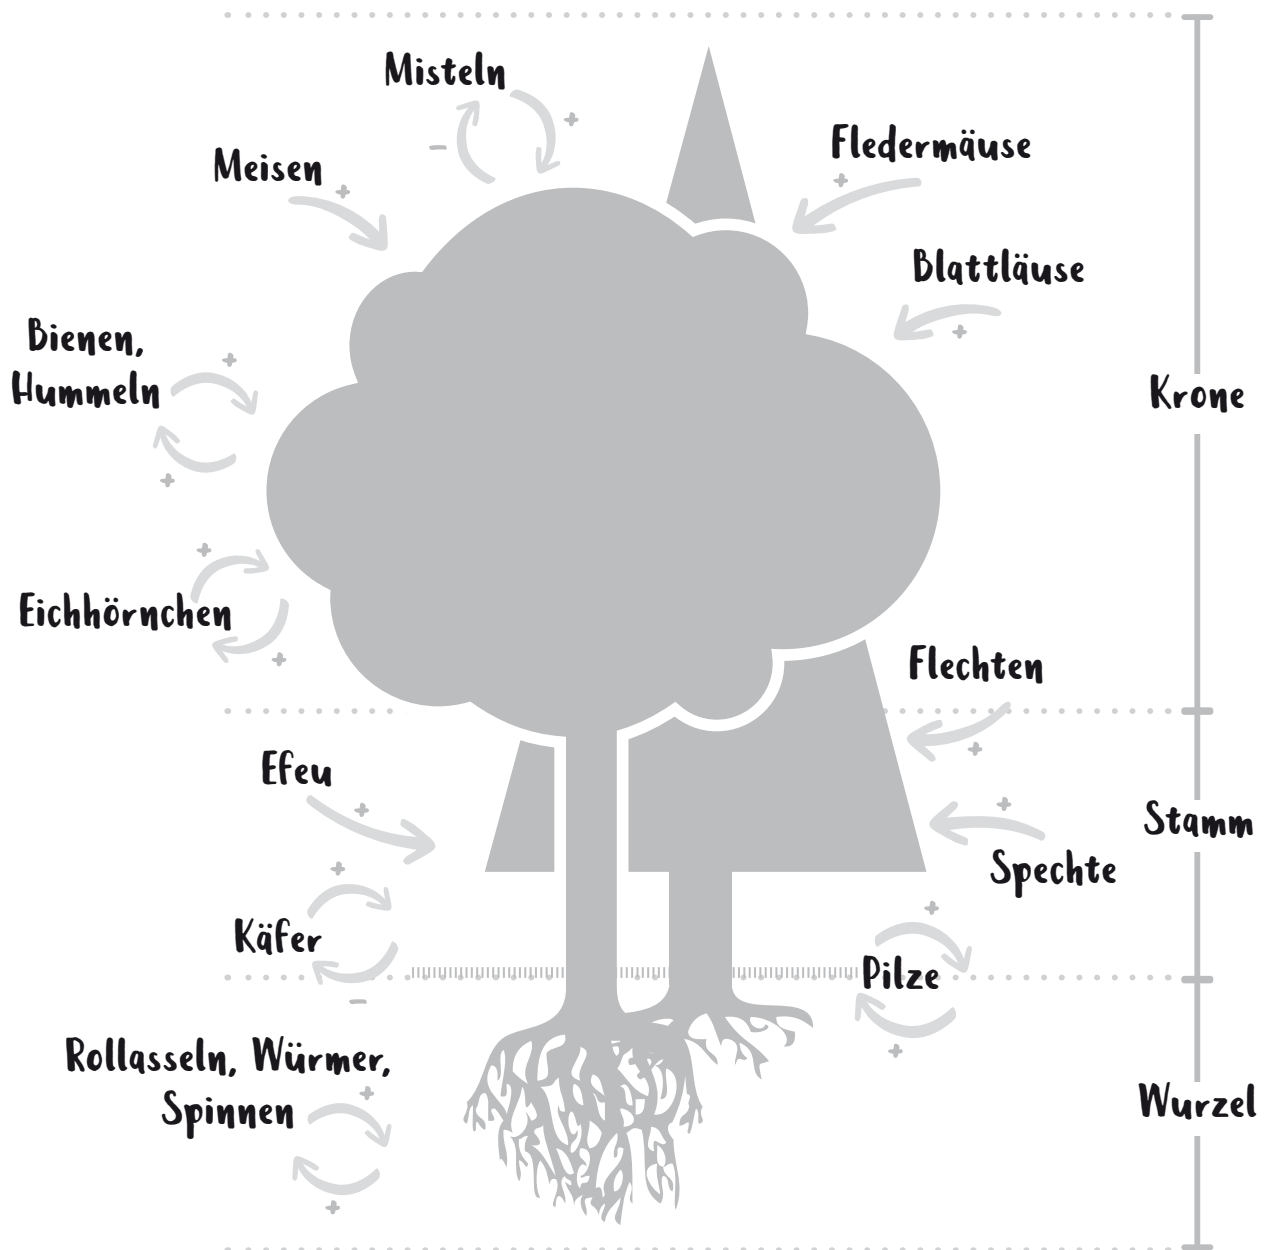 Misteln
+
−
Meisen
+
Fledermäuse
+
Blattläuse
+
Bienen,
Hummeln
+
+
Krone
Eichhörnchen
+
+
Flechten
+
Efeu
+
Stamm
+
Spechte
Käfer
+
−
Pilze
+
+
Rollasseln, Würmer,
Spinnen
+
+
Wurzel